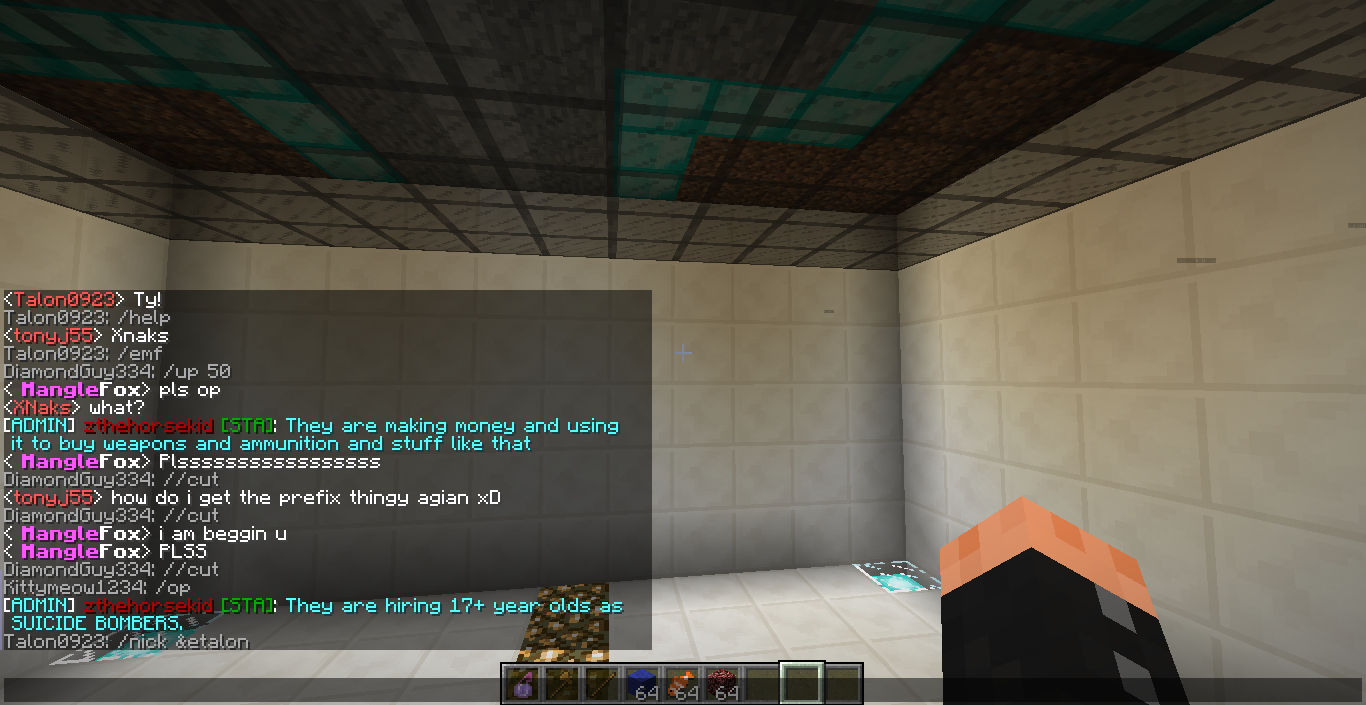 <Talon0923> Ty!
Talon0923: /help
<tonyj55> Xnaks
Talon0923: /emf
DiamondGuy334: /up 50
< MangleFox> pls op
<XNaks> what?
[ADMIN] zthehorsekid [STA]: They are making money and using
it to buy weapons and ammunition and stuff like that
< MangleFox> Plsssssssssssssssss
DiamondGuy334: //cut
<tonyj55> how do i get the prefix thingy agian xD
DiamondGuy334: //cut
< MangleFox> i am beggin u
< MangleFox> PLSS
DiamondGuy334: //cut
Kittymeow1234: /op
[ADMIN] zthehorsekid [STA]: They are hiring 17+ year olds as
SUICIDE BOMBERS.
Talon0923: /nick &etalon
64 64 64